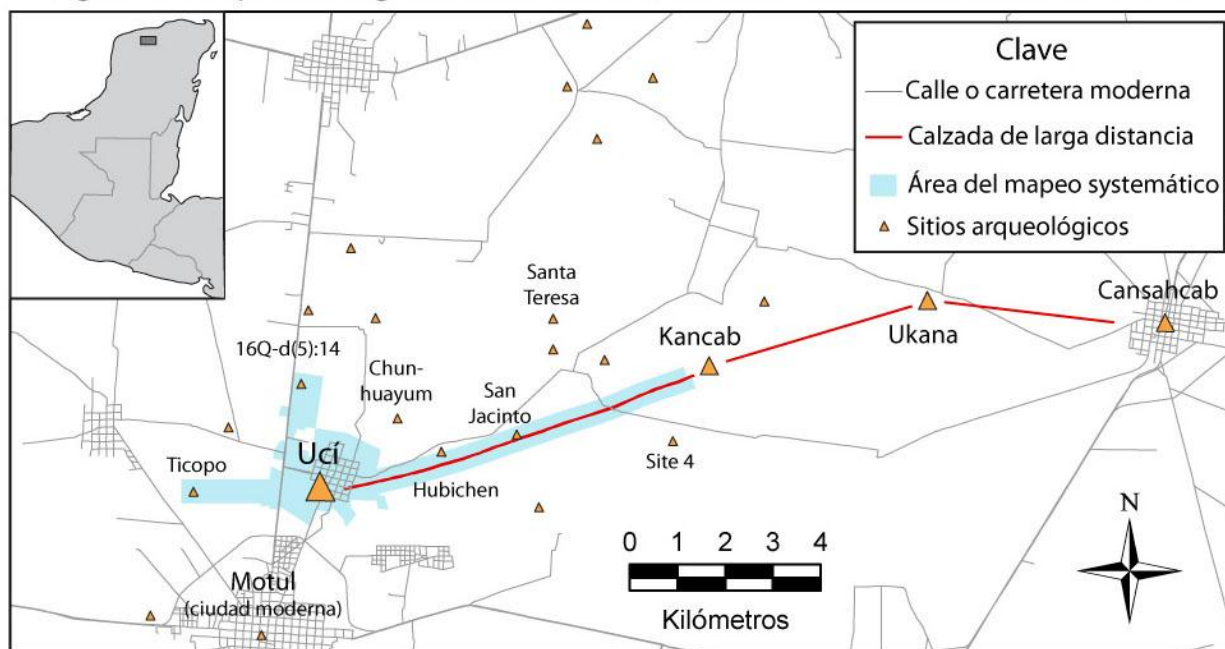 Clave
Calle o carretera moderna
Calzada de larga distancia
Área del mapeo systemático
Sitios arqueológicos
Santa
Teresa
Cansahcab
Kancab
Ukana
16Q-d(5):14
Chun-
huayum
San
Jacinto
Ucí
Ticopo
Hubichen
Site 4
N
0 1 2 3 4
Kilómetros
Motul
(ciudad moderna)